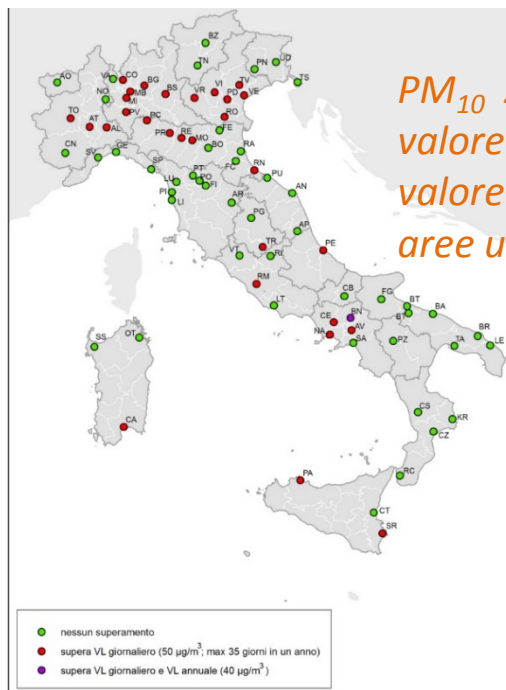 PM₁₀
valore
valore
aree u
BZ
AO
TN
PN
UD
TS
VA
CO
BG
BS
VR
VI
TV
PD
VE
NO
MB
MI
PV
RO
TO
AT
AL
PC
PR
RE
MO
FE
BO
RA
CN
SV
GE
SP
FC
RN
PU
LU
PT
PO
FI
PI
LI
AR
AN
PG
AP
VT
TR
RI
PE
RM
LT
CB
FG
BT
BT
BA
CE
BN
NA
AV
SA
PZ
TA
BR
LE
SS
OT
CA
CS
KR
CZ
RC
PA
CT
SR
nessun superamento
supera VL giornaliero (50 µg/m³; max 35 giorni in un anno)
supera VL giornaliero e VL annuale (40 µg/m³)